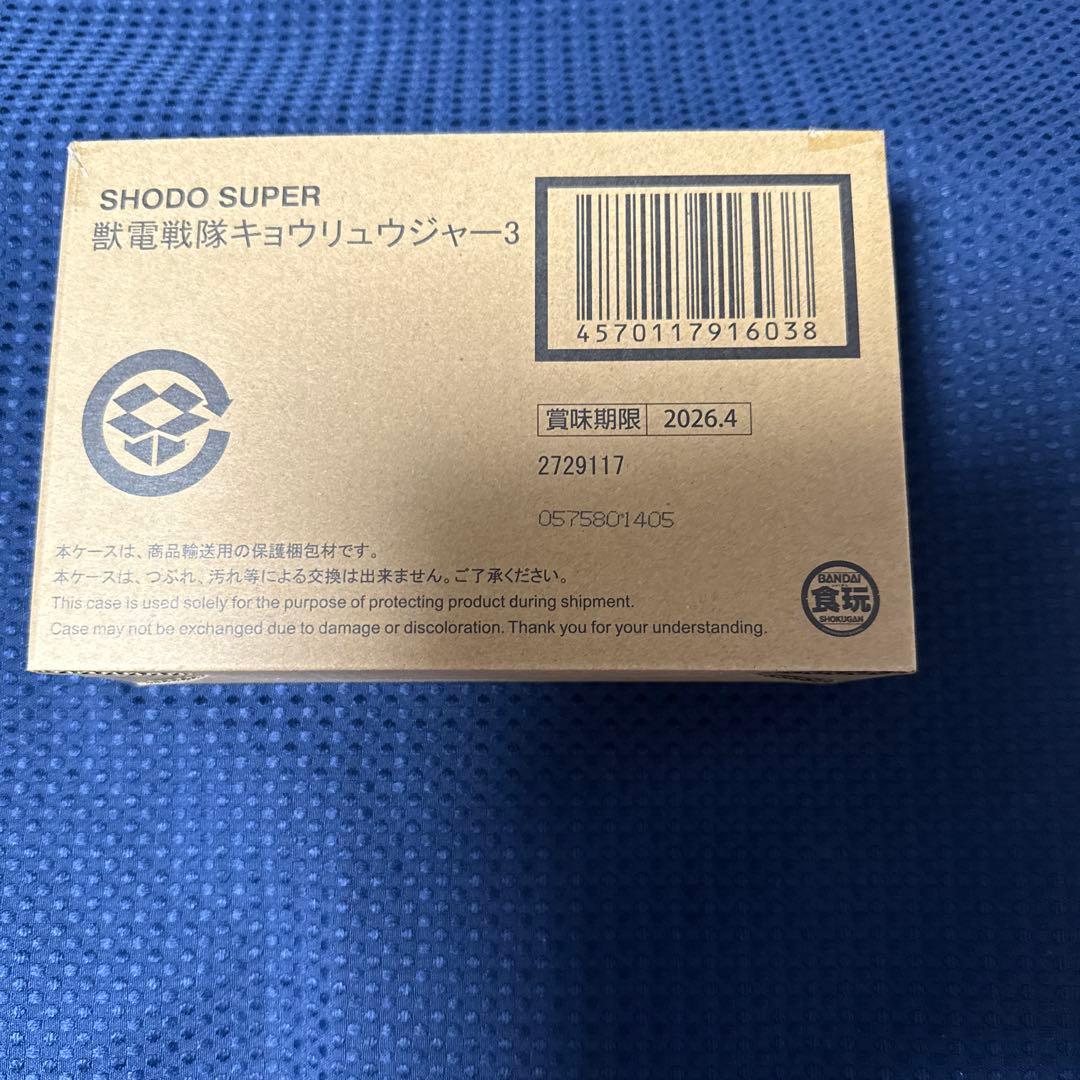 SHODO SUPER
獣電戦隊キョウリュウジャー3
4570117916038
賞味期限 2026.4
2729117
0575801405
本ケースは、商品輸送用の保護梱包材です。
本ケースは、つぶれ、汚れ等による交換は出来ません。ご了承ください。
This case is used solely for the purpose of protecting product during shipment.
Case may not be exchanged due to damage or discoloration. Thank you for your understanding.
BANDAI
食玩
SHOKUGAN